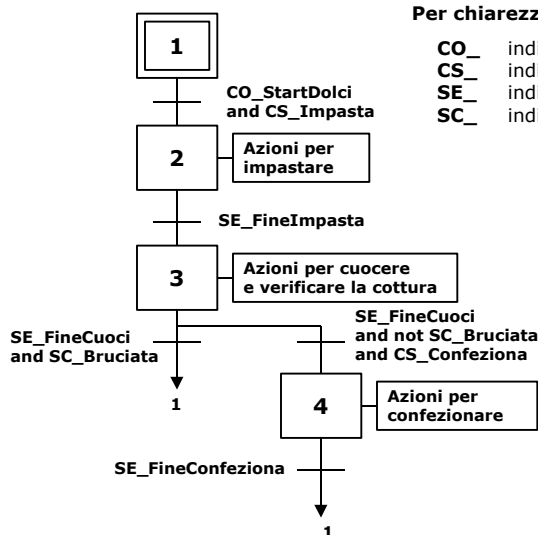 Per chiarezz
CO_ indi
CS_ indi
SE_ indi
SC_ indi
1
CO_StartDolci
and CS_Impasta
2
Azioni per
impastare
SE_FineImpasta
3
Azioni per cuocere
e verificare la cottura
SE_FineCuoci
and SC_Bruciata
SE_FineCuoci
and not SC_Bruciata
and CS_Confeziona
1
4
Azioni per
confezionare
SE_FineConfeziona
1